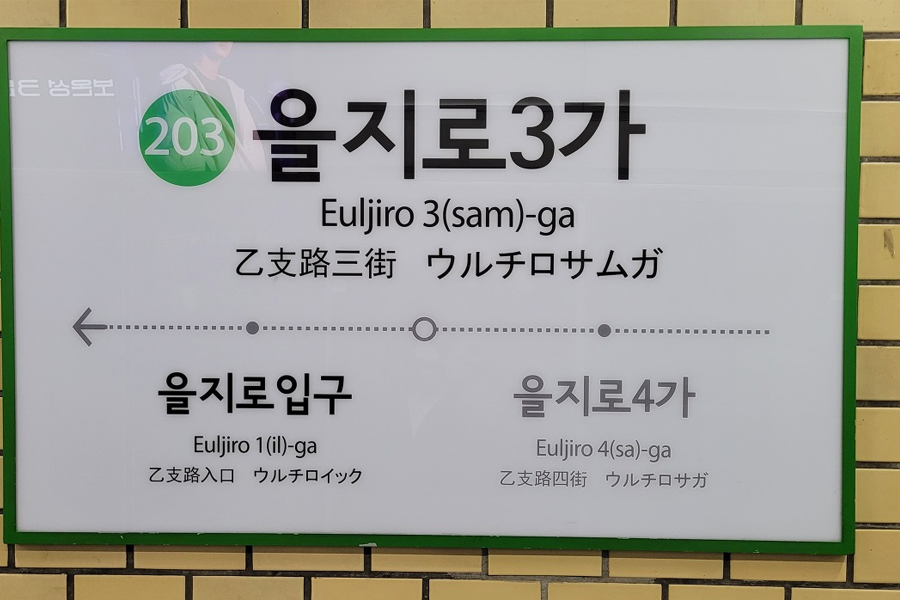 203 을지로3가
Euljiro 3(sam)-ga
乙支路三街 ウルチロサムガ
을지로입구
Euljiro 1(il)-ga
乙支路入口 ウルチロイック
을지로4가
Euljiro 4(sa)-ga
乙支路四街 ウルチロサガ